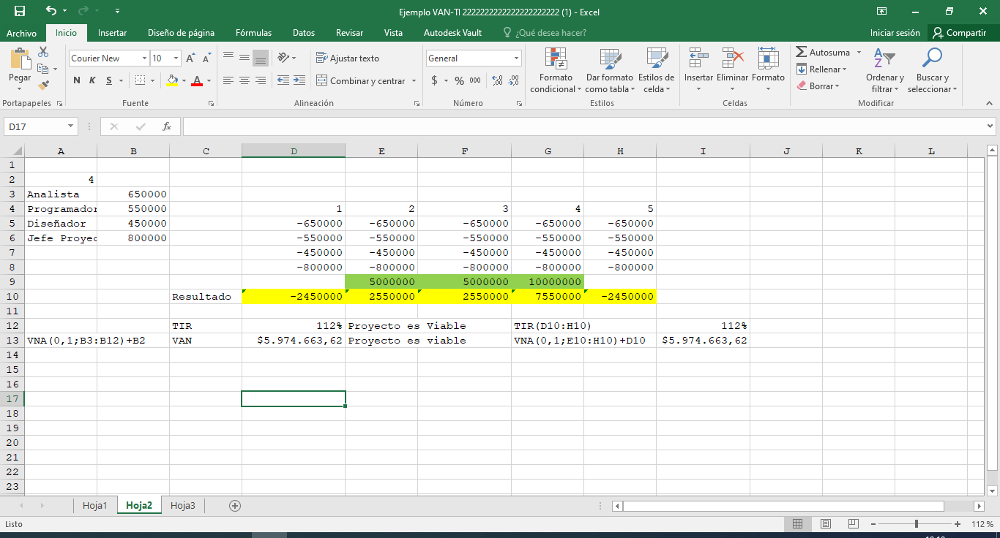 Ejemplo VAN-TI 2222222222222222222222 (1) - Excel
Archivo Inicio Insertar Diseño de página Fórmulas Datos Revisar Vista Autodesk Vault ¿Qué desea hacer? Iniciar sesión Compartir
Courier New 10 Ajustar texto General Autosuma
Pegar Formato condicional Dar formato como tabla Estilos de celda Insertar Eliminar Formato Rellenar Ordenar y filtrar Buscar y seleccionar
N K S A Combinar y centrar $ % 000 Borrar
Portapapeles Fuente Alineación Número Estilos Celdas Modificar
D17 fx
A B C D E F G H I J K L
1
2 4
3 Analista 650000
4 Programador 550000 1 2 3 4 5
5 Diseñador 450000 -650000 -650000 -650000 -650000 -650000
6 Jefe Proyec 800000 -550000 -550000 -550000 -550000 -550000
7 -450000 -450000 -450000 -450000 -450000
8 -800000 -800000 -800000 -800000 -800000
9 5000000 5000000 10000000
10 Resultado -2450000 2550000 2550000 7550000 -2450000
11
12 TIR 112% Proyecto es Viable TIR(D10:H10) 112%
13 VNA(0,1;B3:B12)+B2 VAN $5.974.663,62 Proyecto es viable VNA(0,1;E10:H10)+D10 $5.974.663,62
14
15
16
17
18
19
20
21
22
23
Hoja1 Hoja2 Hoja3
Listo 112 %